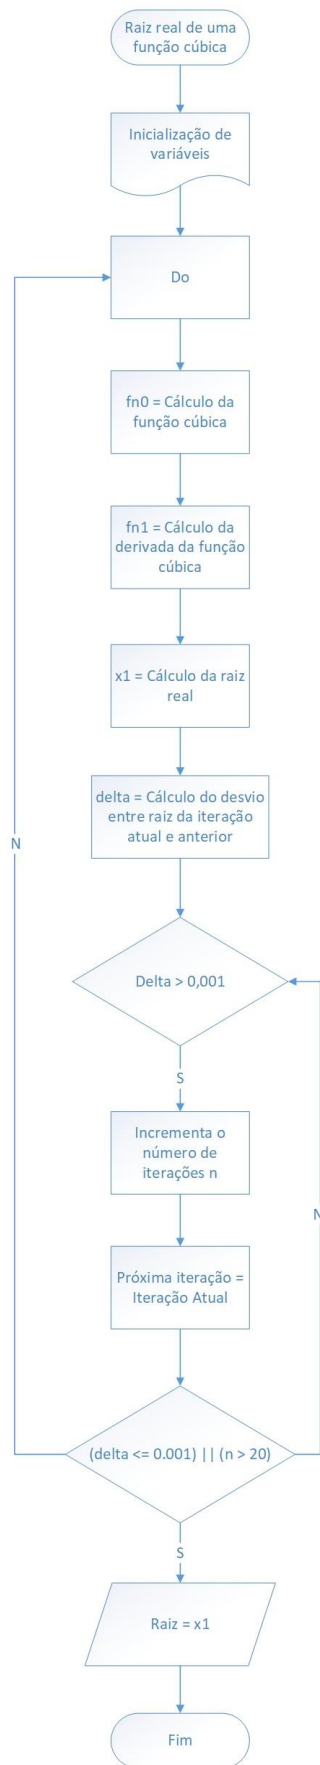 Raiz real de uma
função cúbica
Inicialização de
variáveis
Do
fn0 = Cálculo da
função cúbica
fn1 = Cálculo da
derivada da função
cúbica
x1 = Cálculo da raiz
real
delta = Cálculo do desvio
entre raiz da iteração
atual e anterior
N
Delta > 0,001
S
Incrementa o
número de
iterações n
N
Próxima iteração =
Iteração Atual
(delta <= 0.001) || (n > 20)
S
Raiz = x1
Fim